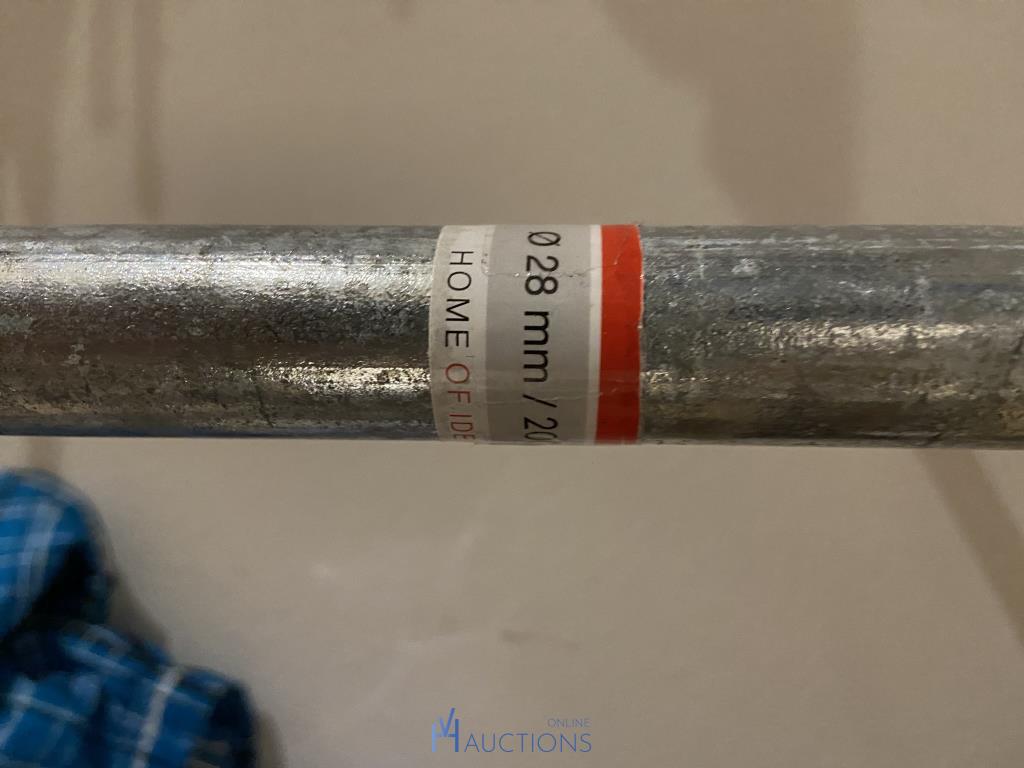 Ø 28 mm / 20
HOME OF IDE
ONLINE
AUCTIONS